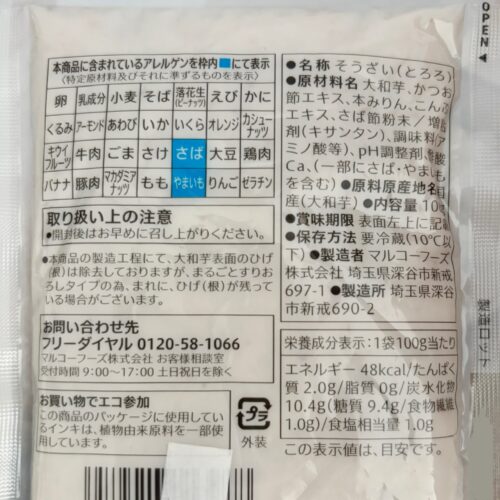 OPEN
本商品に含まれているアレルゲンを枠内■にて表示
(特定原材料及びそれに準ずるものを表示)
卵 乳成分 小麦 そば 落花生(ピーナッツ) えび かに
くるみ アーモンド あわび いか いくら オレンジ カシューナッツ
キウイフルーツ 牛肉 ごま さけ さば 大豆 鶏肉
バナナ 豚肉 マカダミアナッツ もも やまいも りんご ゼラチン
取り扱い上の注意
●開封後はお早めに召し上がりください。
●本商品の製造工程にて、大和芋表面のひげ
(根)は除去しておりますが、まるごとすりお
ろしタイプの為、まれに、ひげ(根)が残って
いる場合がございます。
お問い合わせ先
フリーダイヤル 0120-58-1066
マルコーフーズ株式会社 お客様相談室
受付時間 9:00〜17:00 土日祝日を除く
お買い物でエコ参加
この商品のパッケージに使用してい
るインキは、植物由来原料を一部使用
しています。
プラ
外装
●名称 そうざい(とろろ)
●原材料名 大和芋、かつお
節エキス、本みりん、こんぶ
エキス、さば節粉末/増粘
剤(キサンタン)、調味料(ア
ミノ酸等)、pH調整剤、
Ca、(一部にさば・やまいも
を含む) ●原料原産地名
産(大和芋) ●内容量
●賞味期限 表面左上に記載
●保存方法 要冷蔵(10℃以
下) ●製造者 マルコーフー
ズ株式会社 埼玉県深谷市新戒
697-1 ●製造所 埼玉県深谷
市新戒690-2
栄養成分表示:1袋100g当たり
エネルギー 48kcal/たんぱく
質 2.0g/脂質 0g/炭水化物
10.4g(糖質 9.4g/食物繊維
1.0g)/食塩相当量 1.0g
この表示値は、目安です。